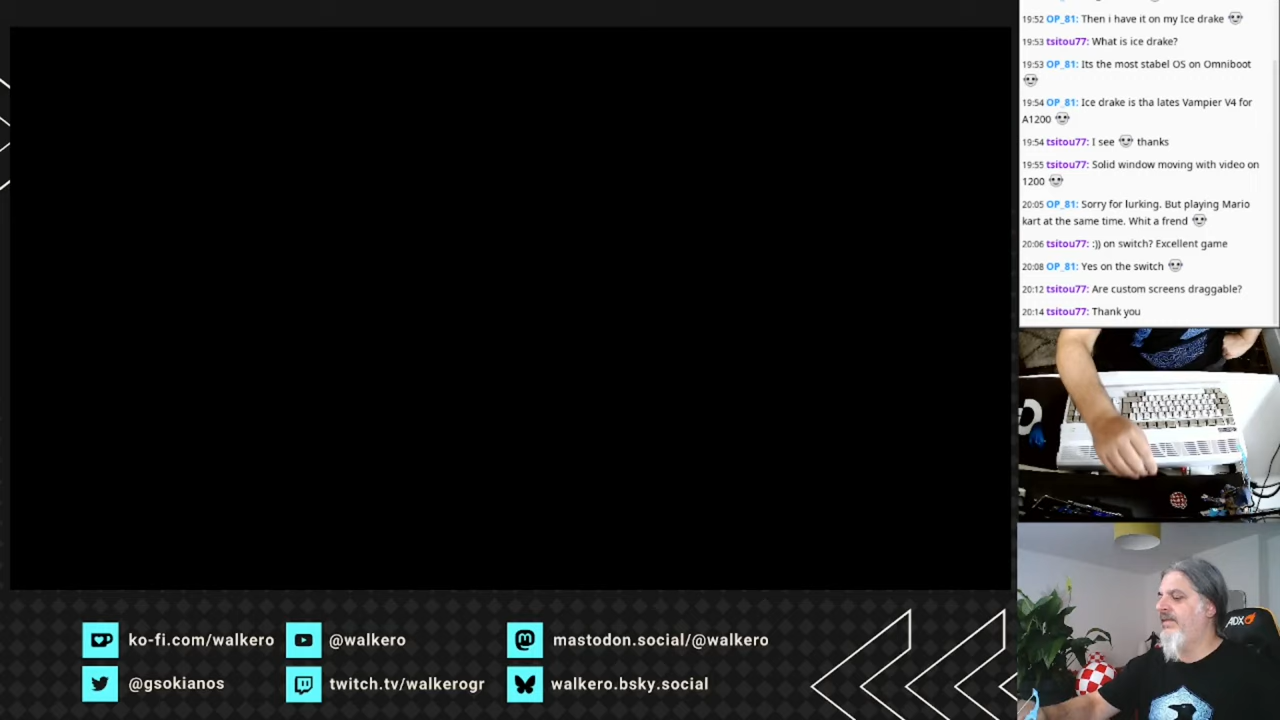 19:52 OP_81: Then i have it on my Ice drake
19:53 tsitou77: What is ice drake?
19:53 OP_81: Its the most stabel OS on Omniboot
19:54 OP_81: Ice drake is tha lates Vampier V4 for
A1200
19:54 tsitou77: I see thanks
19:55 tsitou77: Solid window moving with video on
1200
20:05 OP_81: Sorry for lurking. But playing Mario
kart at the same time. Whit a frend
20:06 tsitou77: :)) on switch? Excellent game
20:08 OP_81: Yes on the switch
20:12 tsitou77: Are custom screens draggable?
20:14 tsitou77: Thank you
ADX
ko-fi.com/walkero
@walkero
mastodon.social/@walkero
@gsokianos
twitch.tv/walkerogr
walkero.bsky.social